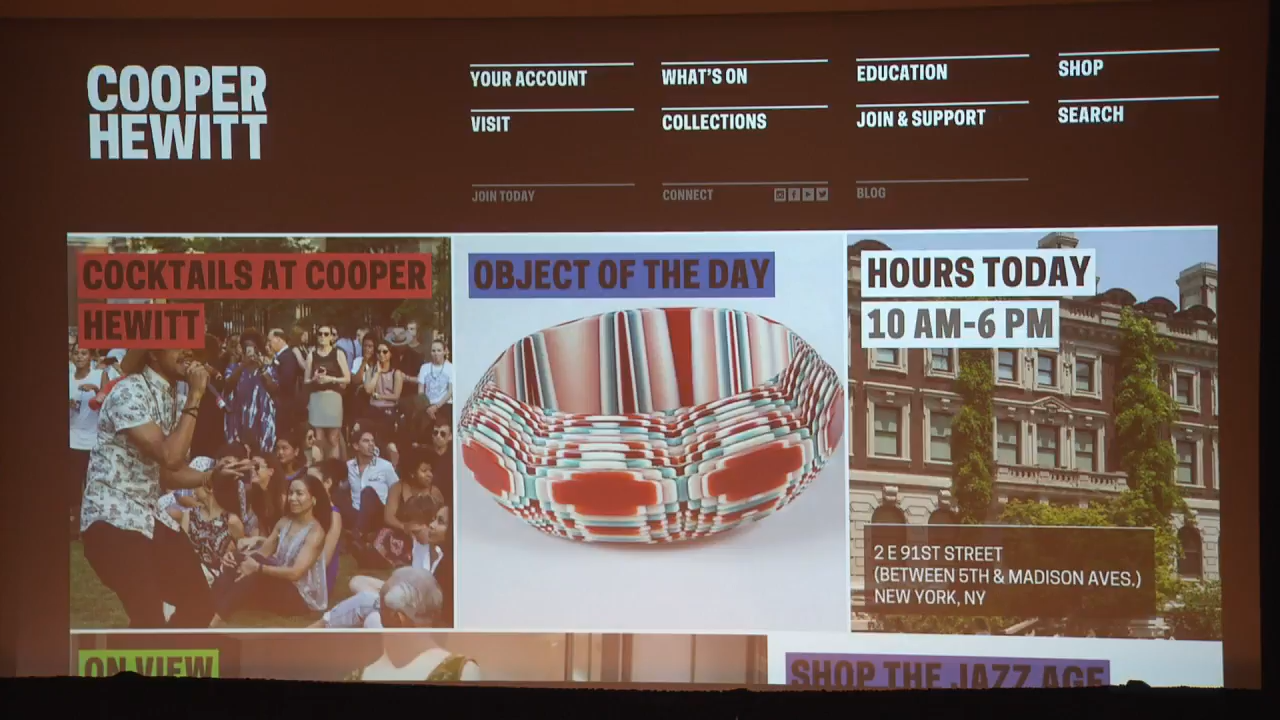 COOPER
HEWITT
YOUR ACCOUNT
WHAT'S ON
EDUCATION
SHOP
VISIT
COLLECTIONS
JOIN & SUPPORT
SEARCH
JOIN TODAY
CONNECT
BLOG
COCKTAILS AT COOPER
HEWITT
OBJECT OF THE DAY
HOURS TODAY
10 AM-6 PM
2 E 91ST STREET
(BETWEEN 5TH & MADISON AVES.)
NEW YORK, NY
ON VIEW
SHOP THE JAZZ AGE